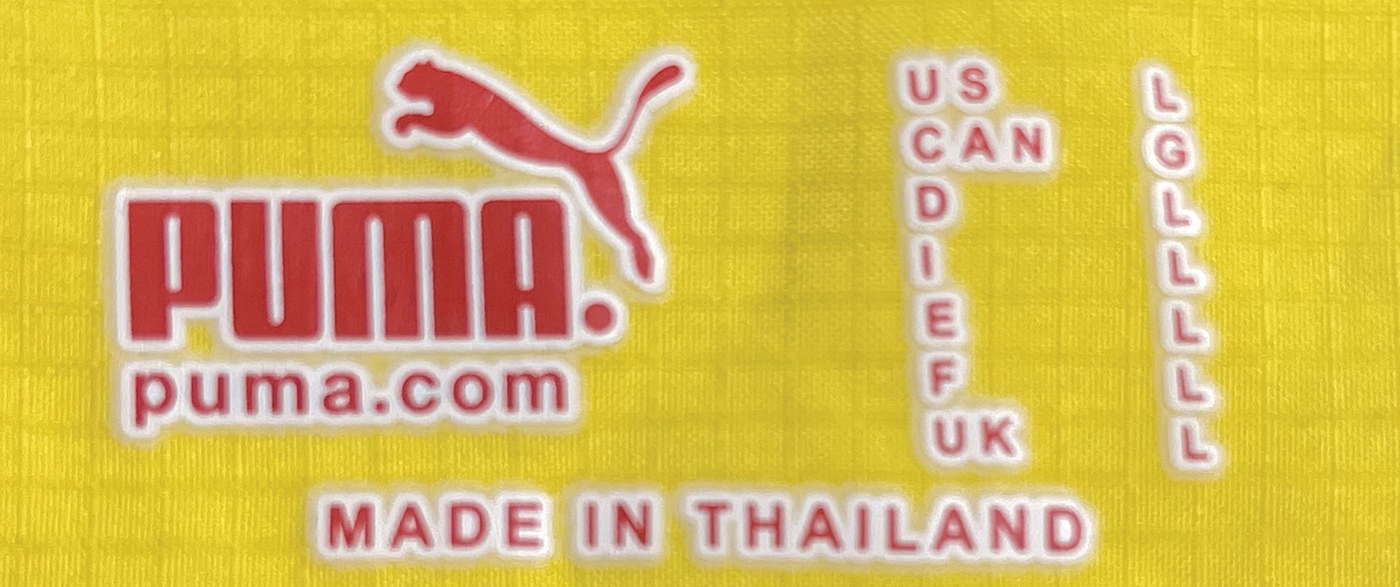 PUMA.
puma.com
US L
CAN G
D L
I L
E L
F L
UK L
MADE IN THAILAND